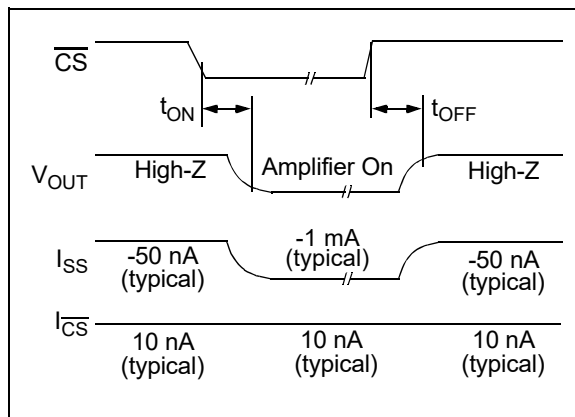 CS
tON
tOFF
VOUT
High-Z
Amplifier On
High-Z
ISS
-50 nA
(typical)
-1 mA
(typical)
-50 nA
(typical)
ICS
10 nA
(typical)
10 nA
(typical)
10 nA
(typical)